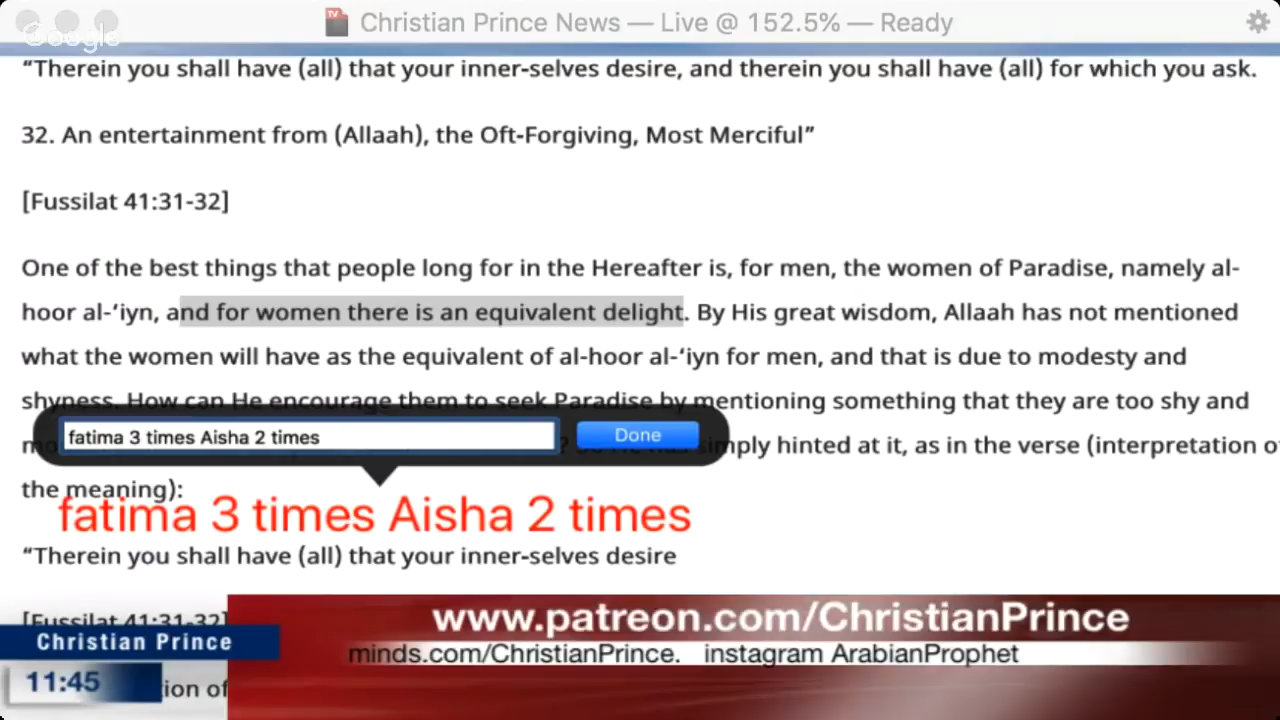 Christian Prince News — Live @ 152.5% — Ready
Google
“Therein you shall have (all) that your inner-selves desire, and therein you shall have (all) for which you ask.
32. An entertainment from (Allaah), the Oft-Forgiving, Most Merciful”
[Fussilat 41:31-32]
One of the best things that people long for in the Hereafter is, for men, the women of Paradise, namely al-
hoor al-‘iyn, and for women there is an equivalent delight. By His great wisdom, Allaah has not mentioned
what the women will have as the equivalent of al-hoor al-‘iyn for men, and that is due to modesty and
shyness. How can He encourage them to seek Paradise by mentioning something that they are too shy and
fatima 3 times Aisha 2 times
Done
simply hinted at it, as in the verse (interpretation of
the meaning):
fatima 3 times Aisha 2 times
“Therein you shall have (all) that your inner-selves desire
[Fussilat 41:31-32]
www.patreon.com/ChristianPrince
Christian Prince
minds.com/ChristianPrince. instagram ArabianProphet
11:45
of